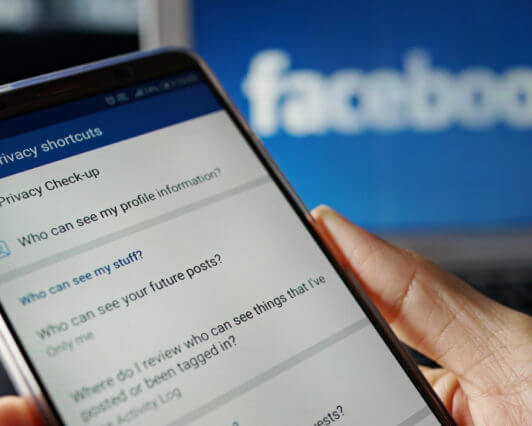 facebo
rivacy shortcuts
Privacy Check-up
Who can see my profile information?
Who can see my stuff?
Who can see your future posts?
Only me
Where do I review who can see things that I've
posted or been tagged in?
Activity Log
uests?